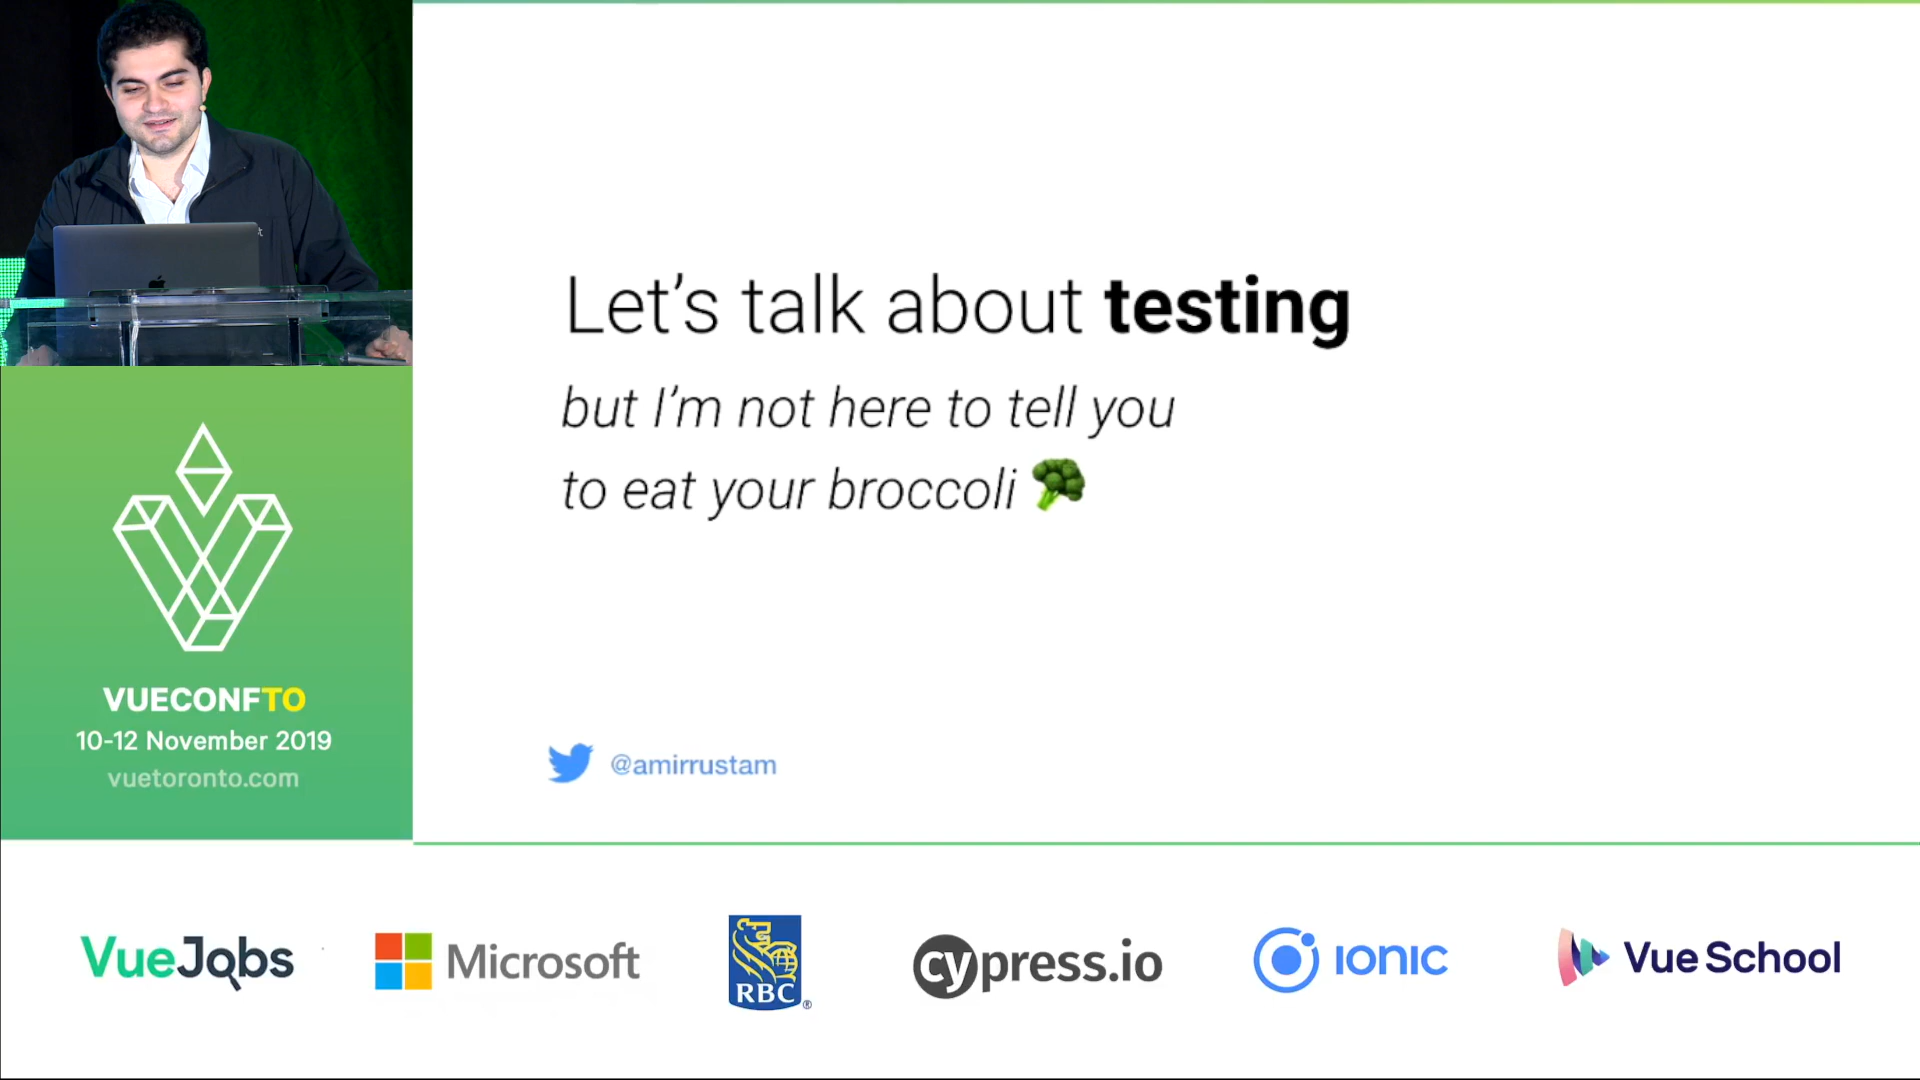 Let's talk about testing
but I'm not here to tell you
to eat your broccoli
@amirrustam
VUECONFTO
10-12 November 2019
vuetoronto.com
VueJobs
Microsoft
RBC
®
cypress.io
ionic
Vue School